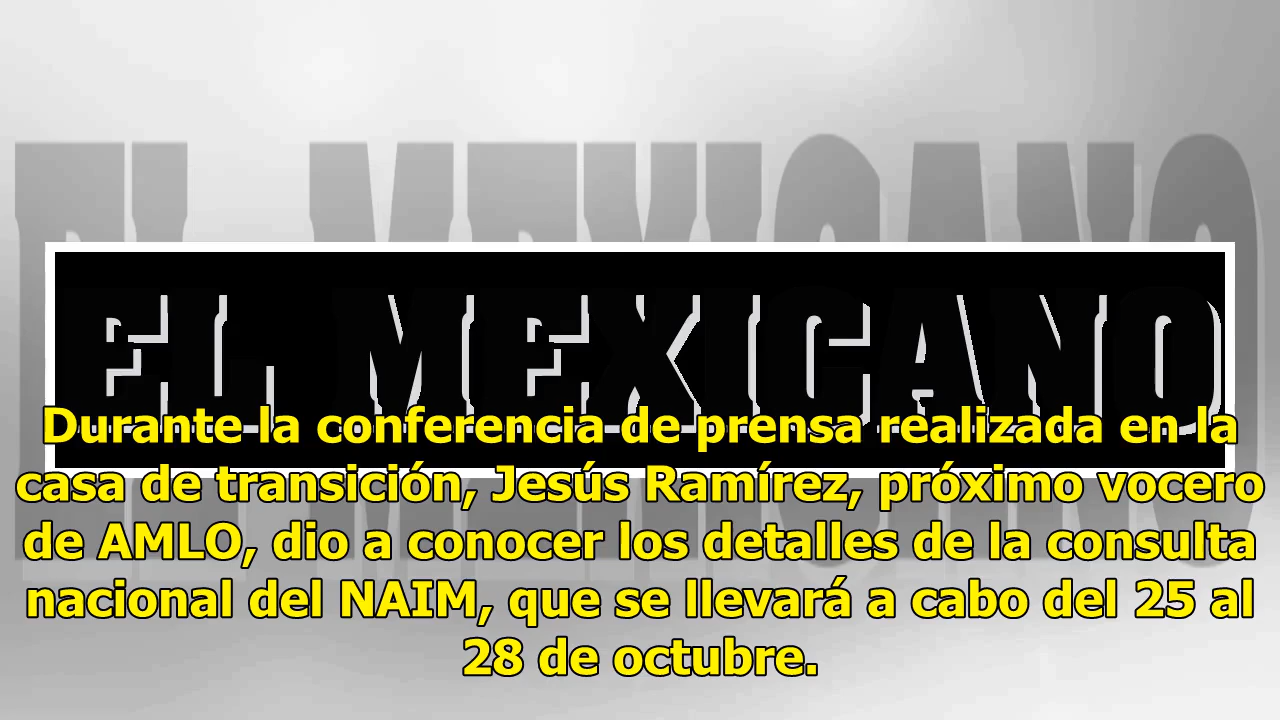 EL MEXICANO
EL MEXICANO
Durante la conferencia de prensa realizada en la
casa de transición, Jesús Ramírez, próximo vocero
de AMLO, dio a conocer los detalles de la consulta
nacional del NAIM, que se llevará a cabo del 25 al
28 de octubre.